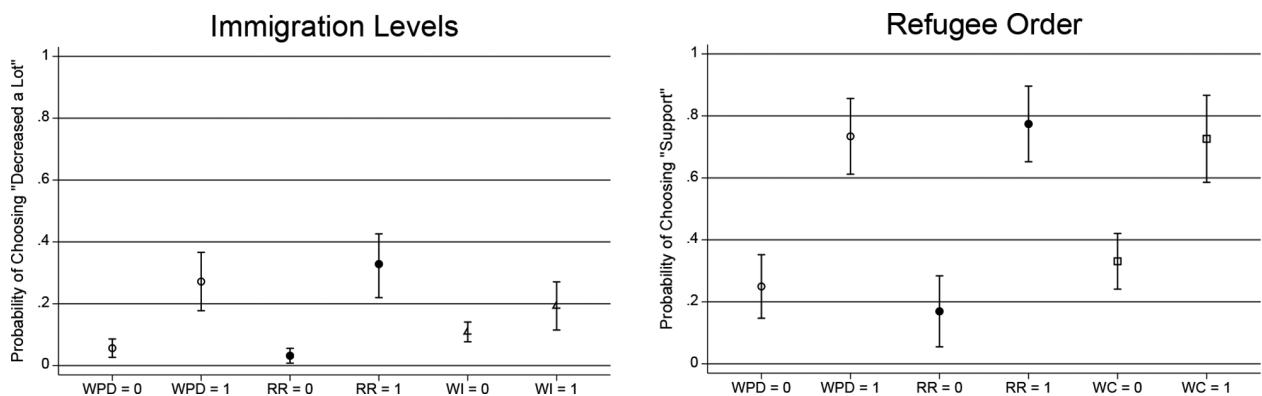 Immigration Levels
Probability of Choosing "Decreased a Lot"
1
.8
.6
.4
.2
0
WPD = 0
WPD = 1
RR = 0
RR = 1
WI = 0
WI = 1
Refugee Order
Probability of Choosing "Support"
1
.8
.6
.4
.2
0
WPD = 0
WPD = 1
RR = 0
RR = 1
WC = 0
WC = 1